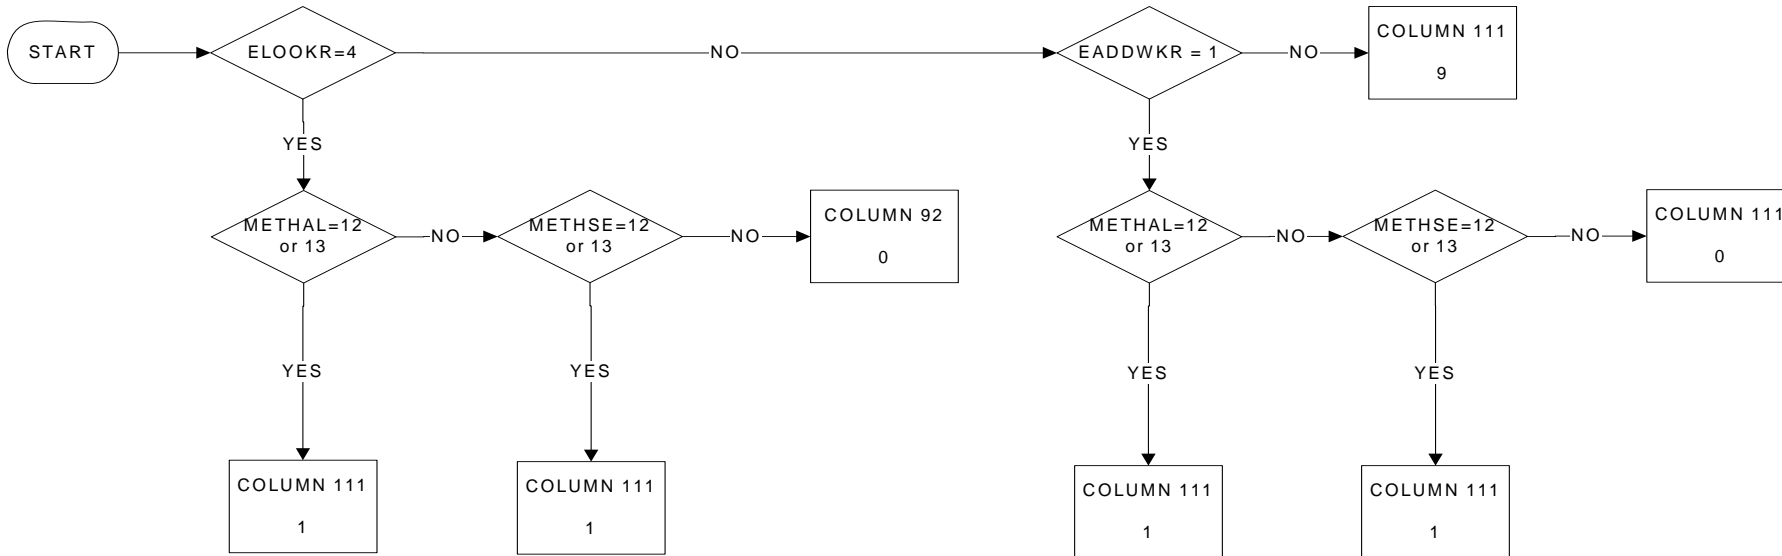 START
ELOOKR=4
NO
EADDWKR = 1
NO
COLUMN 111
9
YES
YES
METHAL=12
or 13
NO
METHSE=12
or 13
NO
COLUMN 92
0
METHAL=12
or 13
NO
METHSE=12
or 13
NO
COLUMN 111
0
YES
YES
YES
YES
COLUMN 111
1
COLUMN 111
1
COLUMN 111
1
COLUMN 111
1